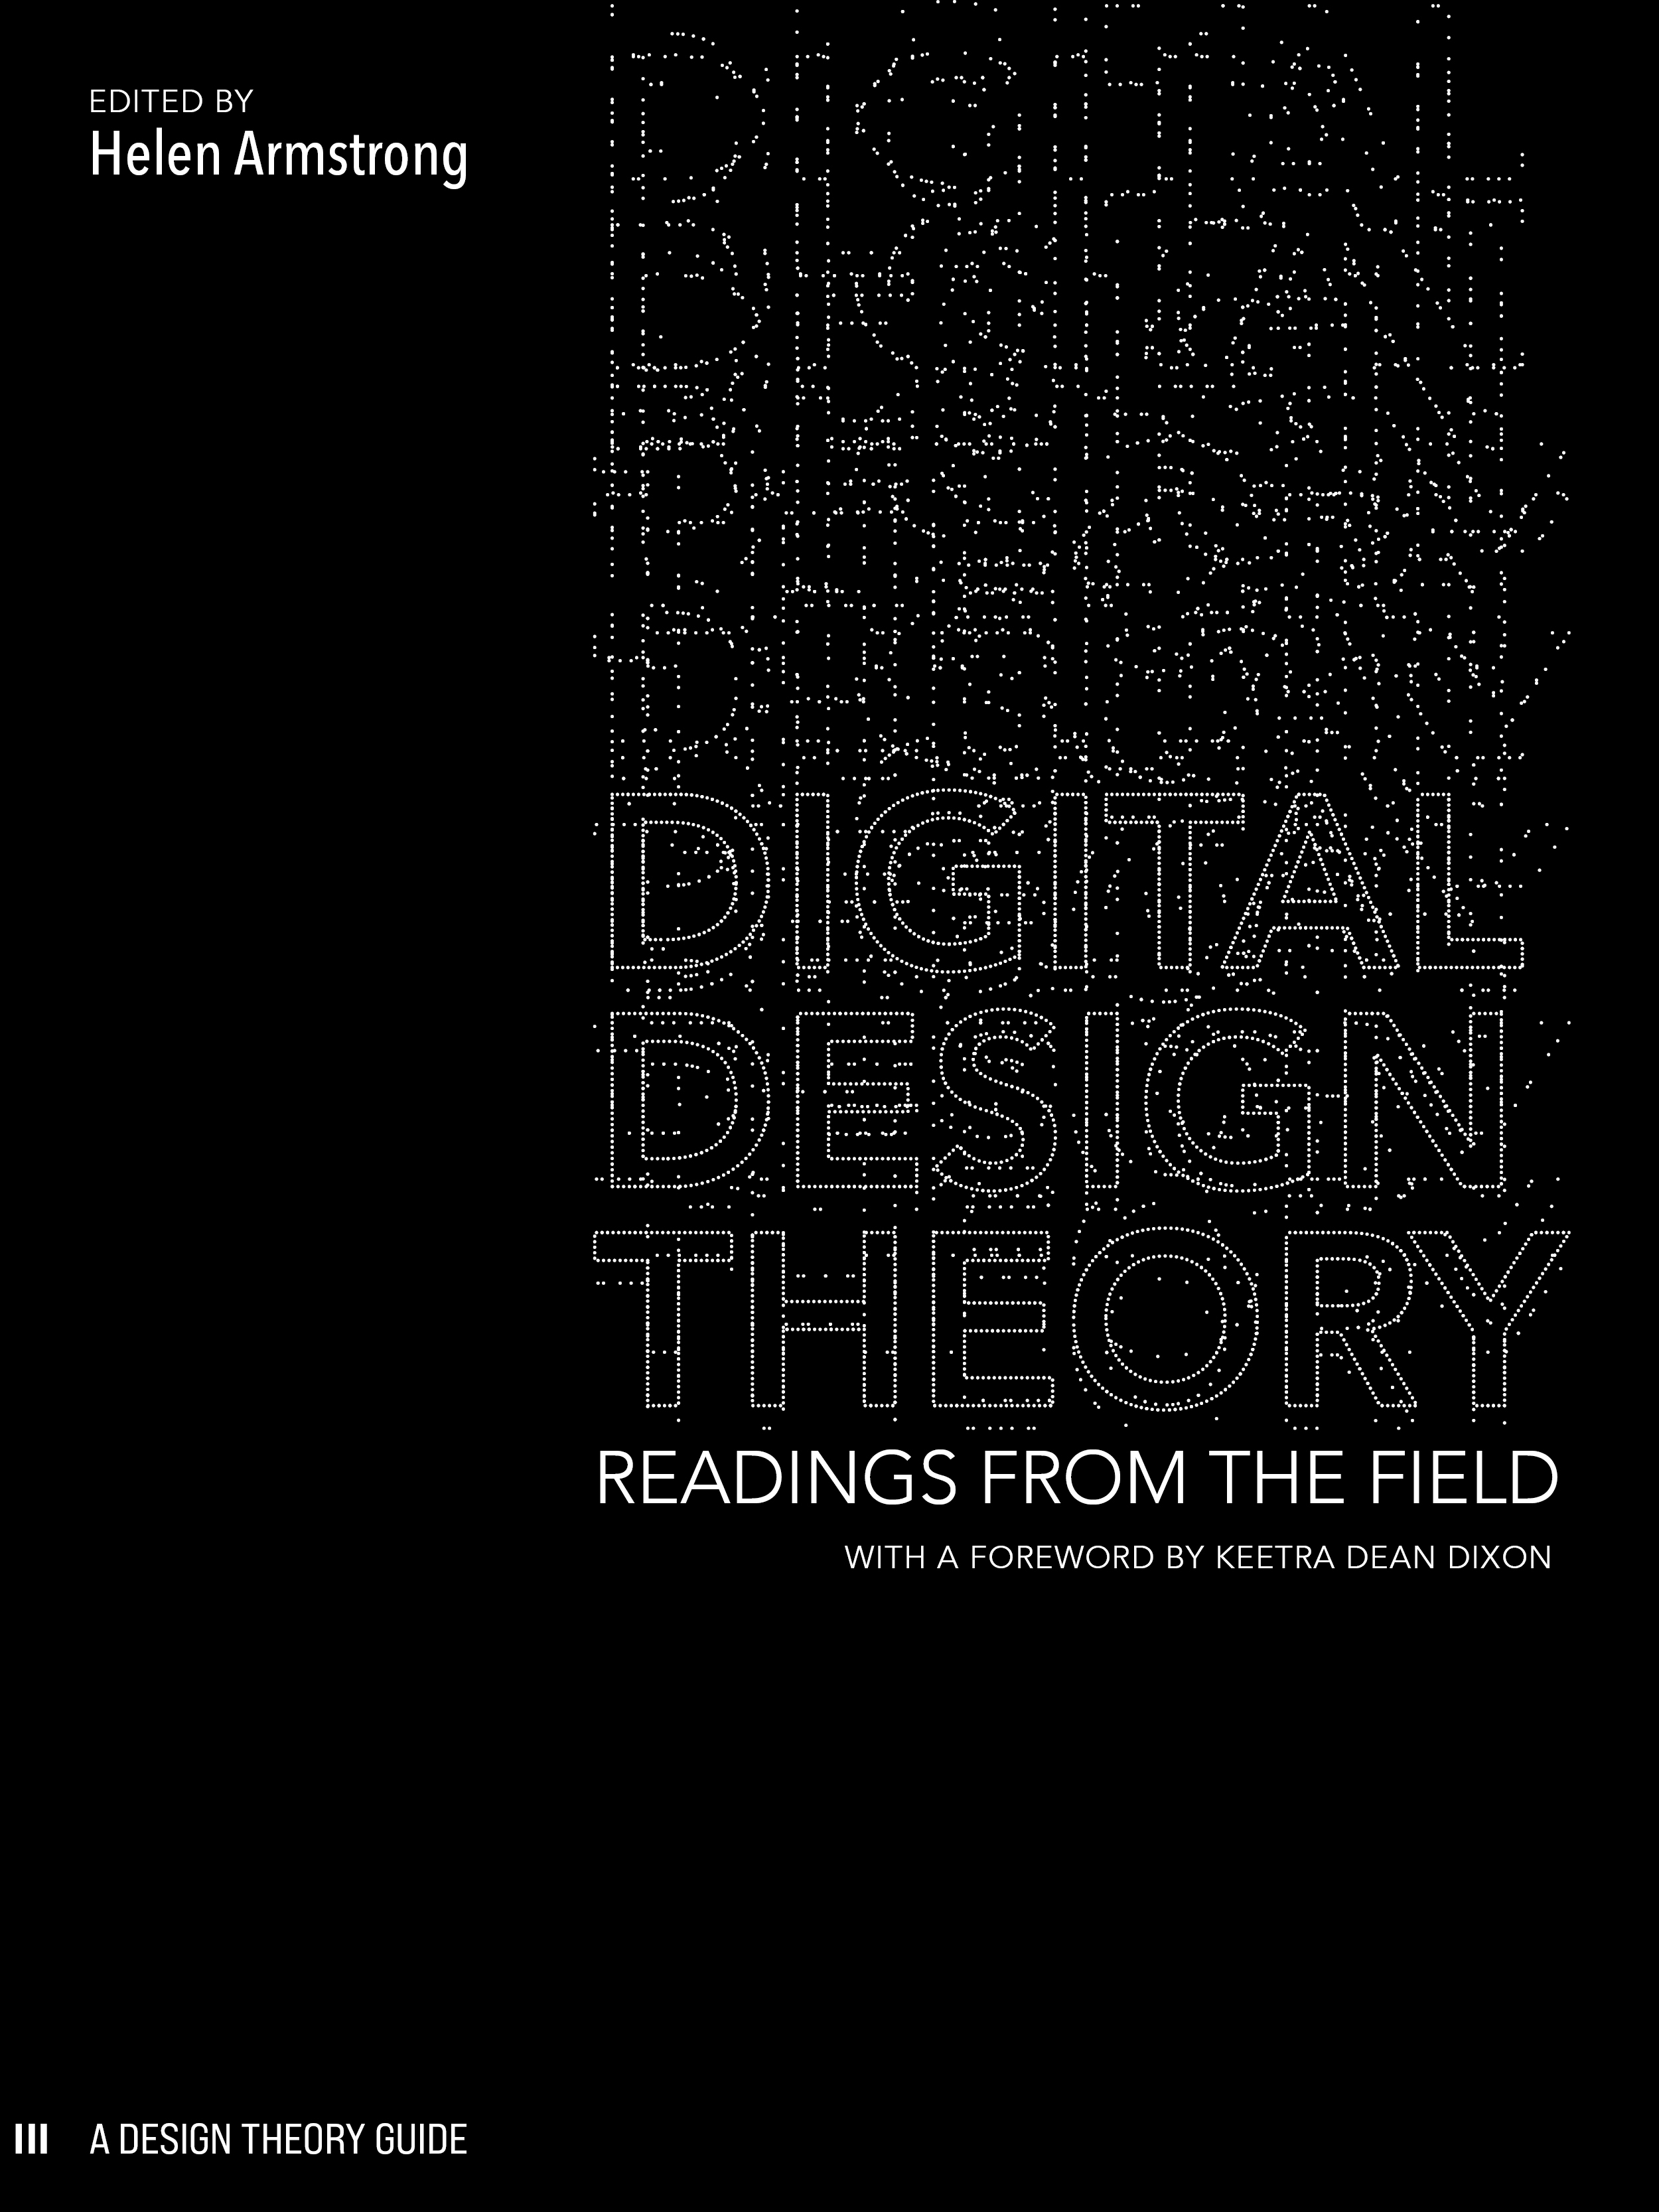 EDITED BY
Helen Armstrong
DIGITAL
DESIGN
THEORY
READINGS FROM THE FIELD
WITH A FOREWORD BY KEETRA DEAN DIXON
III A DESIGN THEORY GUIDE